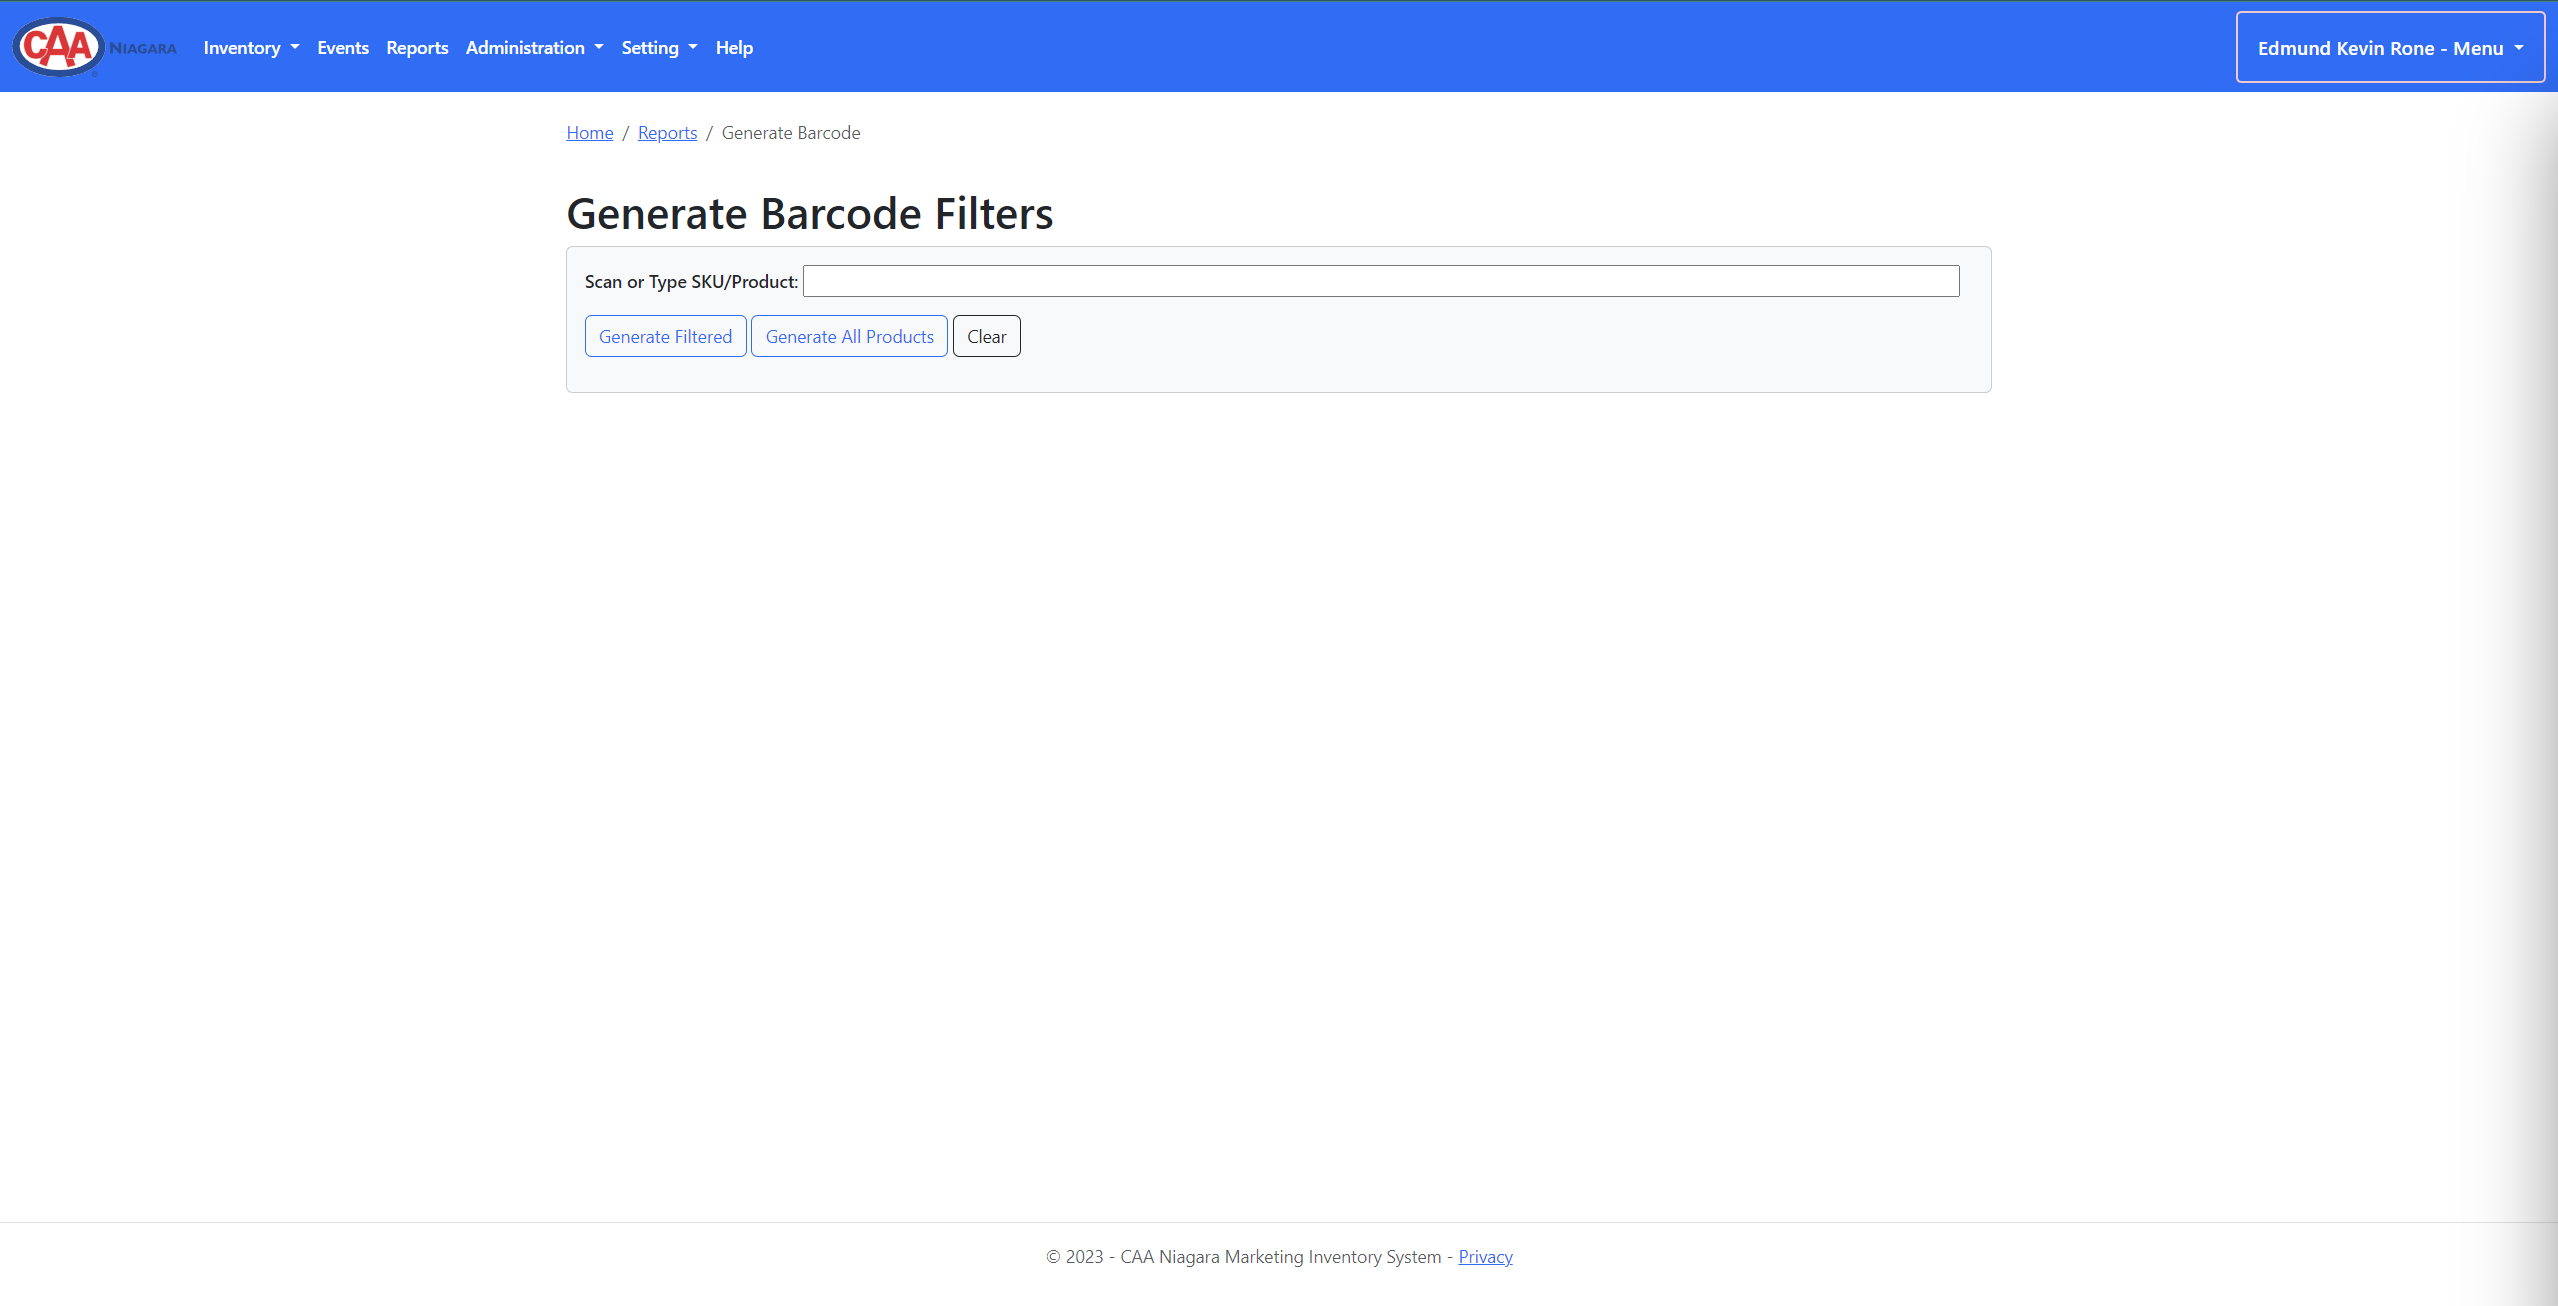 CAA NIAGARA Inventory Events Reports Administration Setting Help Edmund Kevin Rone - Menu
Home / Reports / Generate Barcode
Generate Barcode Filters
Scan or Type SKU/Product:
Generate Filtered Generate All Products Clear
© 2023 - CAA Niagara Marketing Inventory System - Privacy